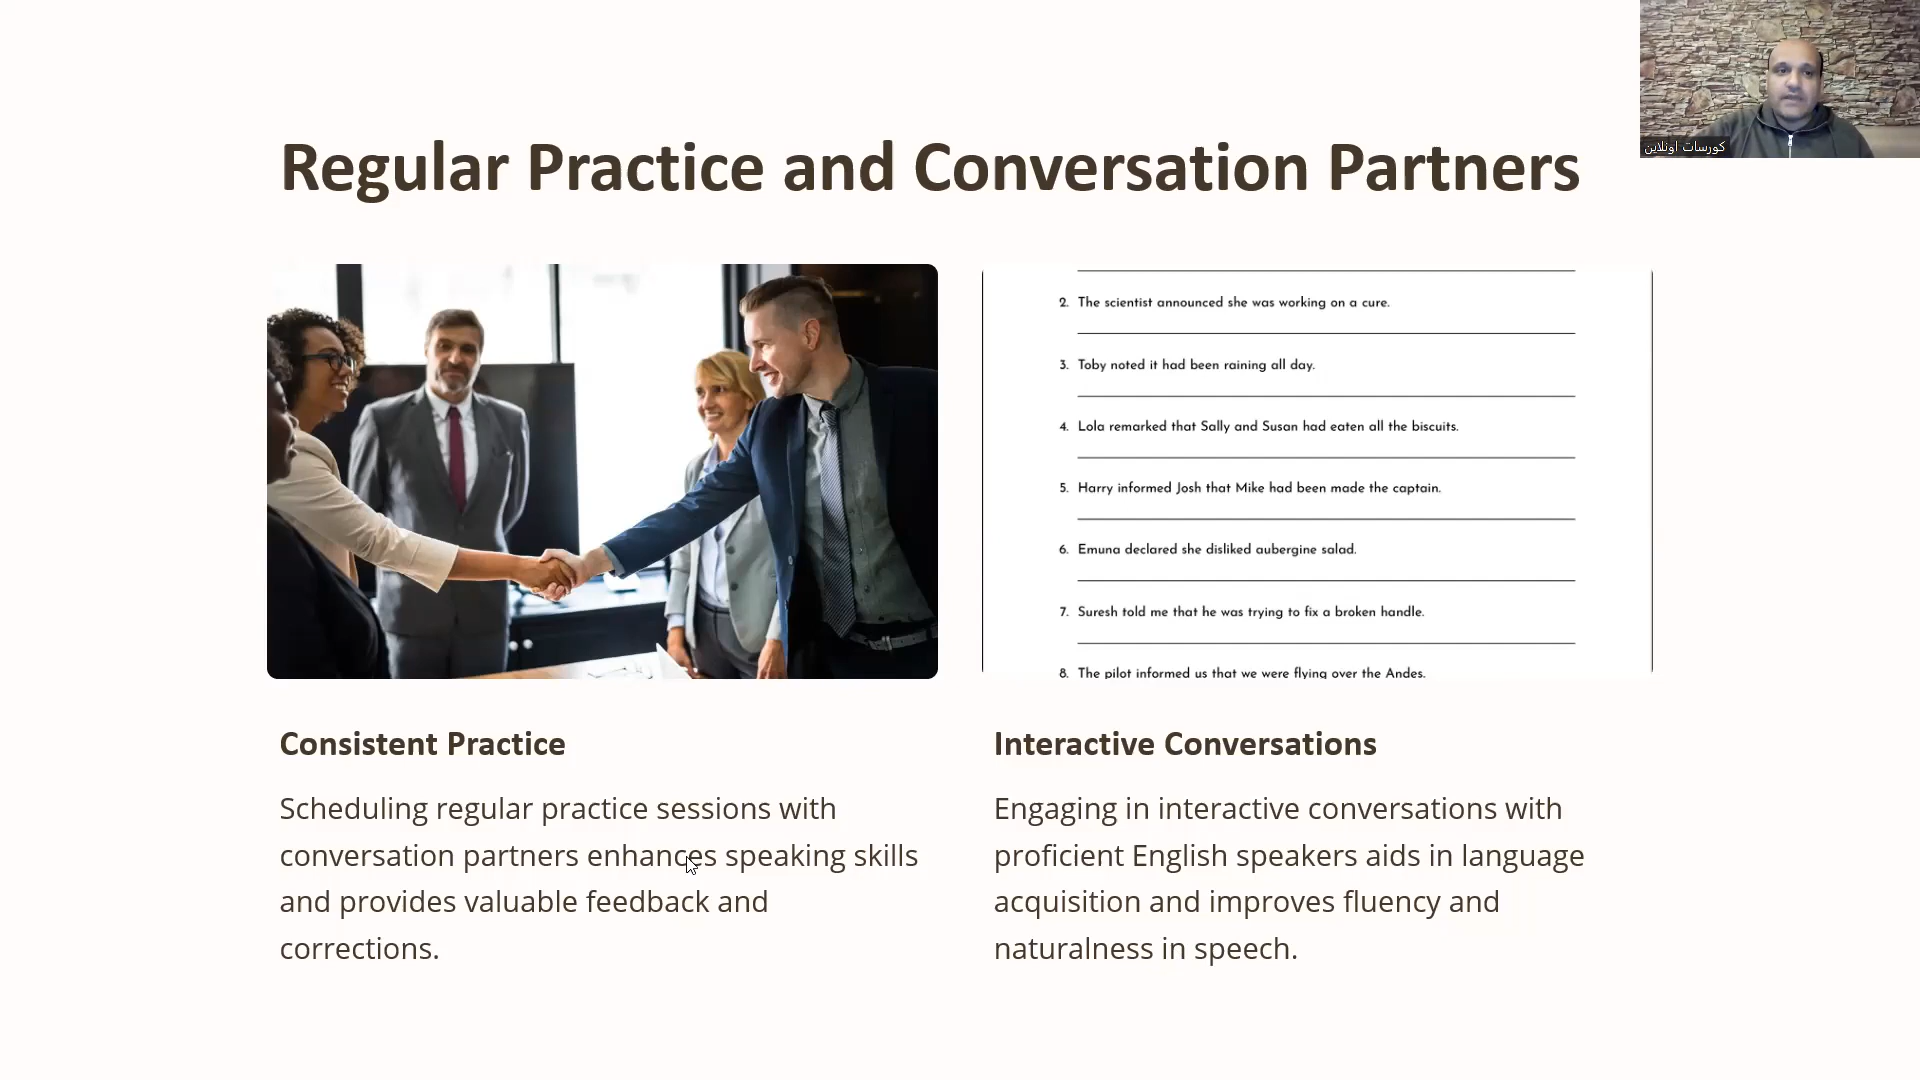 كورسات اونلاين
Regular Practice and Conversation Partners
2. The scientist announced she was working on a cure.
3. Toby noted it had been raining all day.
4. Lola remarked that Sally and Susan had eaten all the biscuits.
5. Harry informed Josh that Mike had been made the captain.
6. Emuna declared she disliked aubergine salad.
7. Suresh told me that he was trying to fix a broken handle.
8. The pilot informed us that we were flying over the Andes.
Consistent Practice
Scheduling regular practice sessions with
conversation partners enhances speaking skills
and provides valuable feedback and
corrections.
Interactive Conversations
Engaging in interactive conversations with
proficient English speakers aids in language
acquisition and improves fluency and
naturalness in speech.